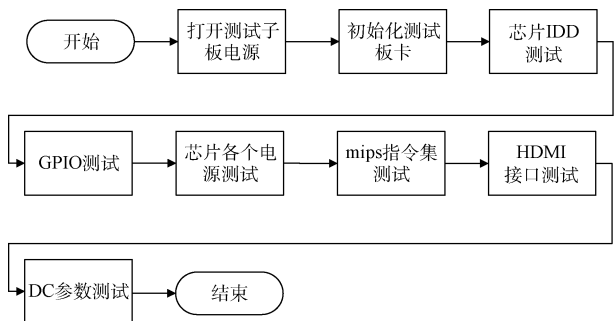 开始
打开测试子
板电源
初始化测试
板卡
芯片IDD
测试
GPIO测试
芯片各个电
源测试
mips指令集
测试
HDMI
接口测试
DC参数测试
结束